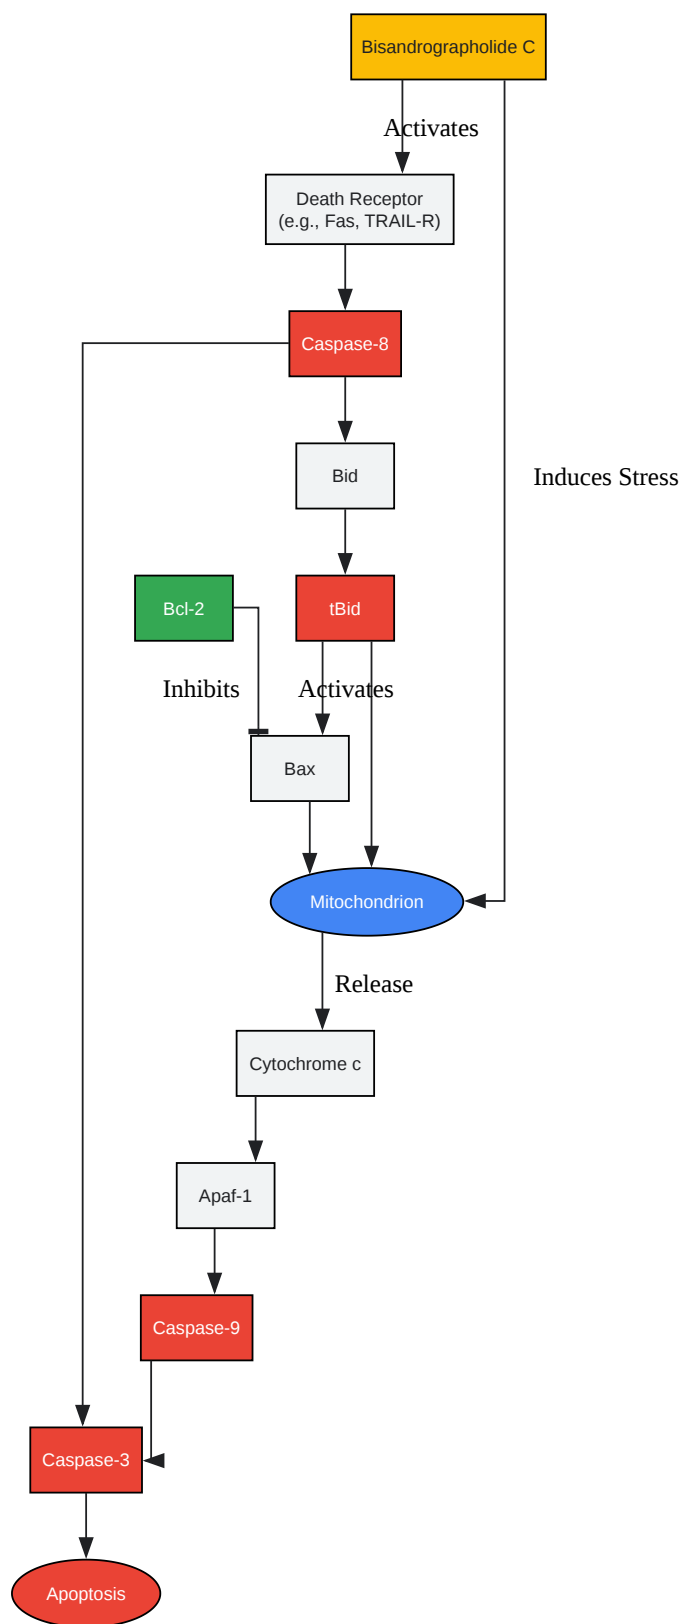 Bisandrographolide C
Activates
Death Receptor
(e.g., Fas, TRAIL-R)
Caspase-8
Bid
Induces Stress
Bcl-2
tBid
Inhibits
Activates
Bax
Mitochondrion
Release
Cytochrome c
Apaf-1
Caspase-9
Caspase-3
Apoptosis